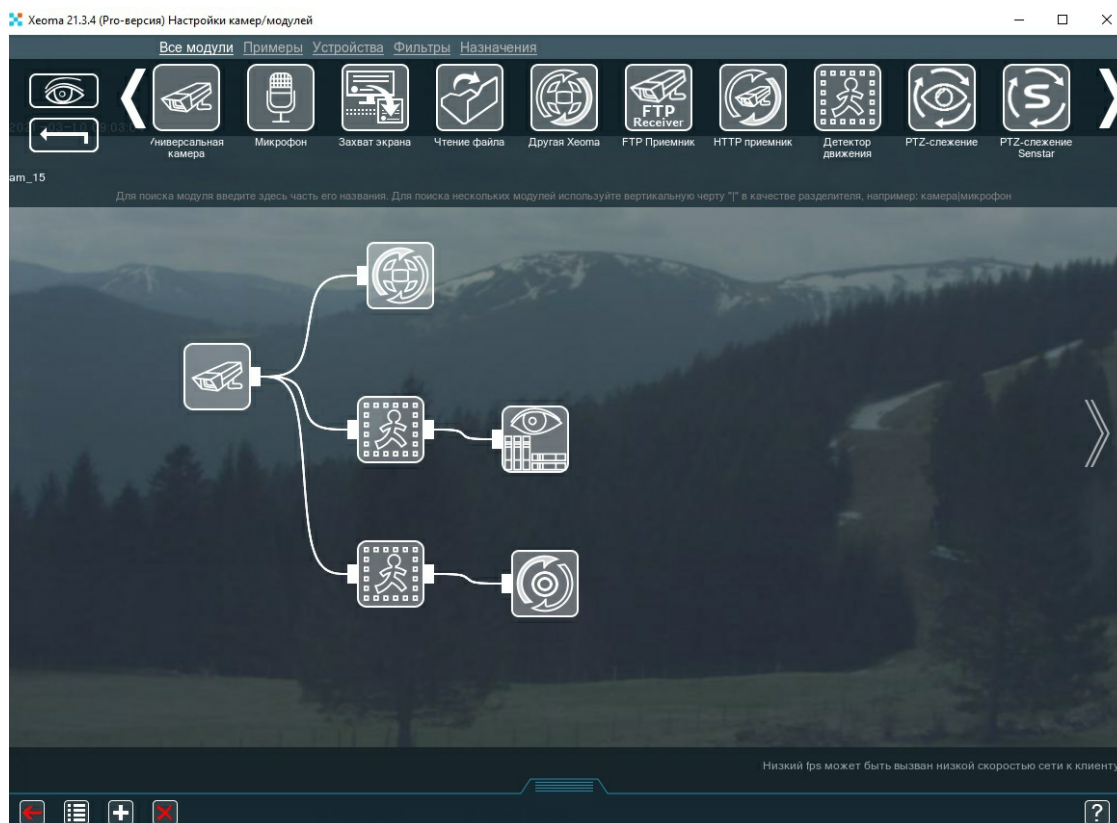 Xeoma 21.3.4 (Pro-версия) Настройки камер/модулей
Все модули Примеры Устройства Фильтры Назначения
FTP
Receiver
S
Универсальная камера
Микрофон
Захват экрана
Чтение файла
Другая Xeoma
FTP Приемник
HTTP приемник
Детектор движения
PTZ-слежение
PTZ-слежение Senstar
am_15
Для поиска модуля введите здесь часть его названия. Для поиска нескольких модулей используйте вертикальную черту "|" в качестве разделителя, например: камера|микрофон
Низкий fps может быть вызван низкой скоростью сети к клиенту
?